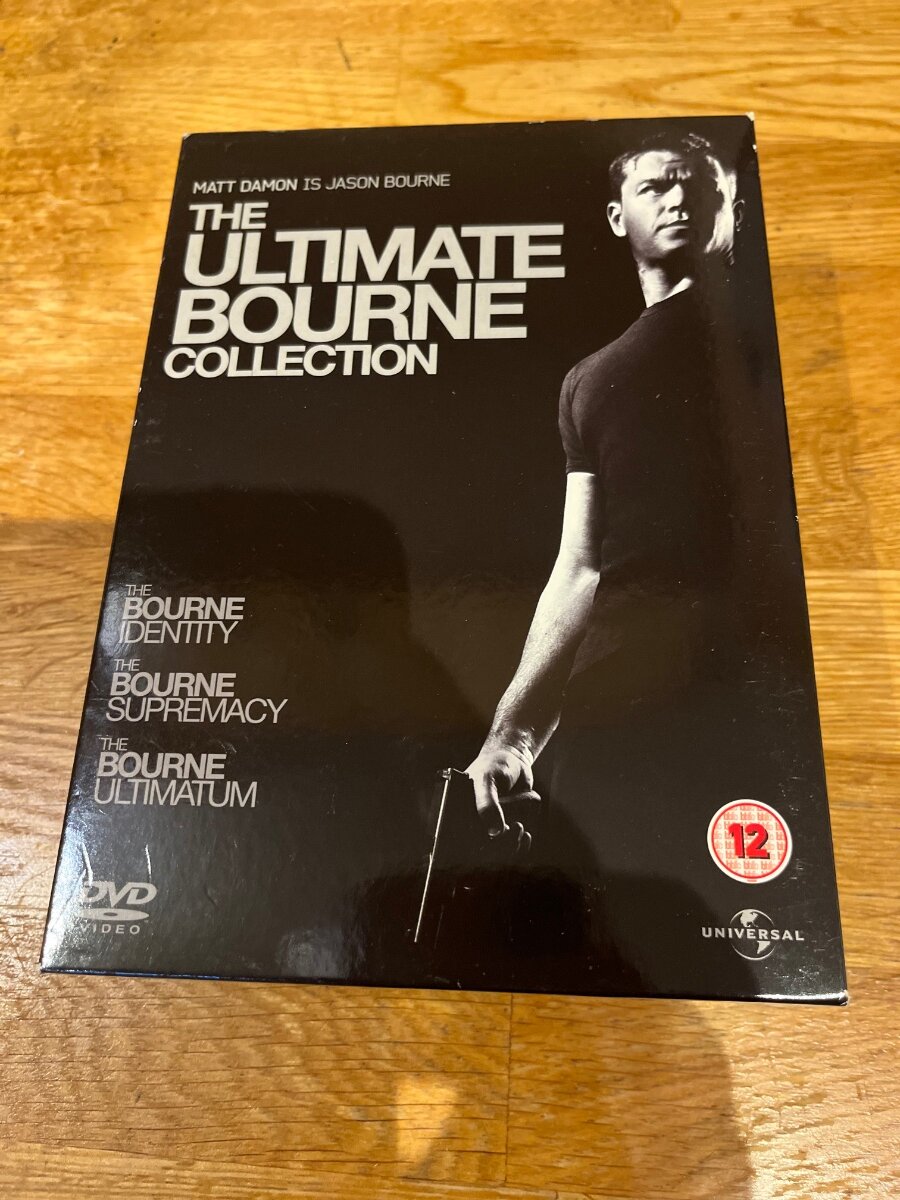 MATT DAMON IS JASON BOURNE
THE
ULTIMATE
BOURNE
COLLECTION
THE
BOURNE
IDENTITY
THE
BOURNE
SUPREMACY
THE
BOURNE
ULTIMATUM
DVD
VIDEO
12
UNIVERSAL